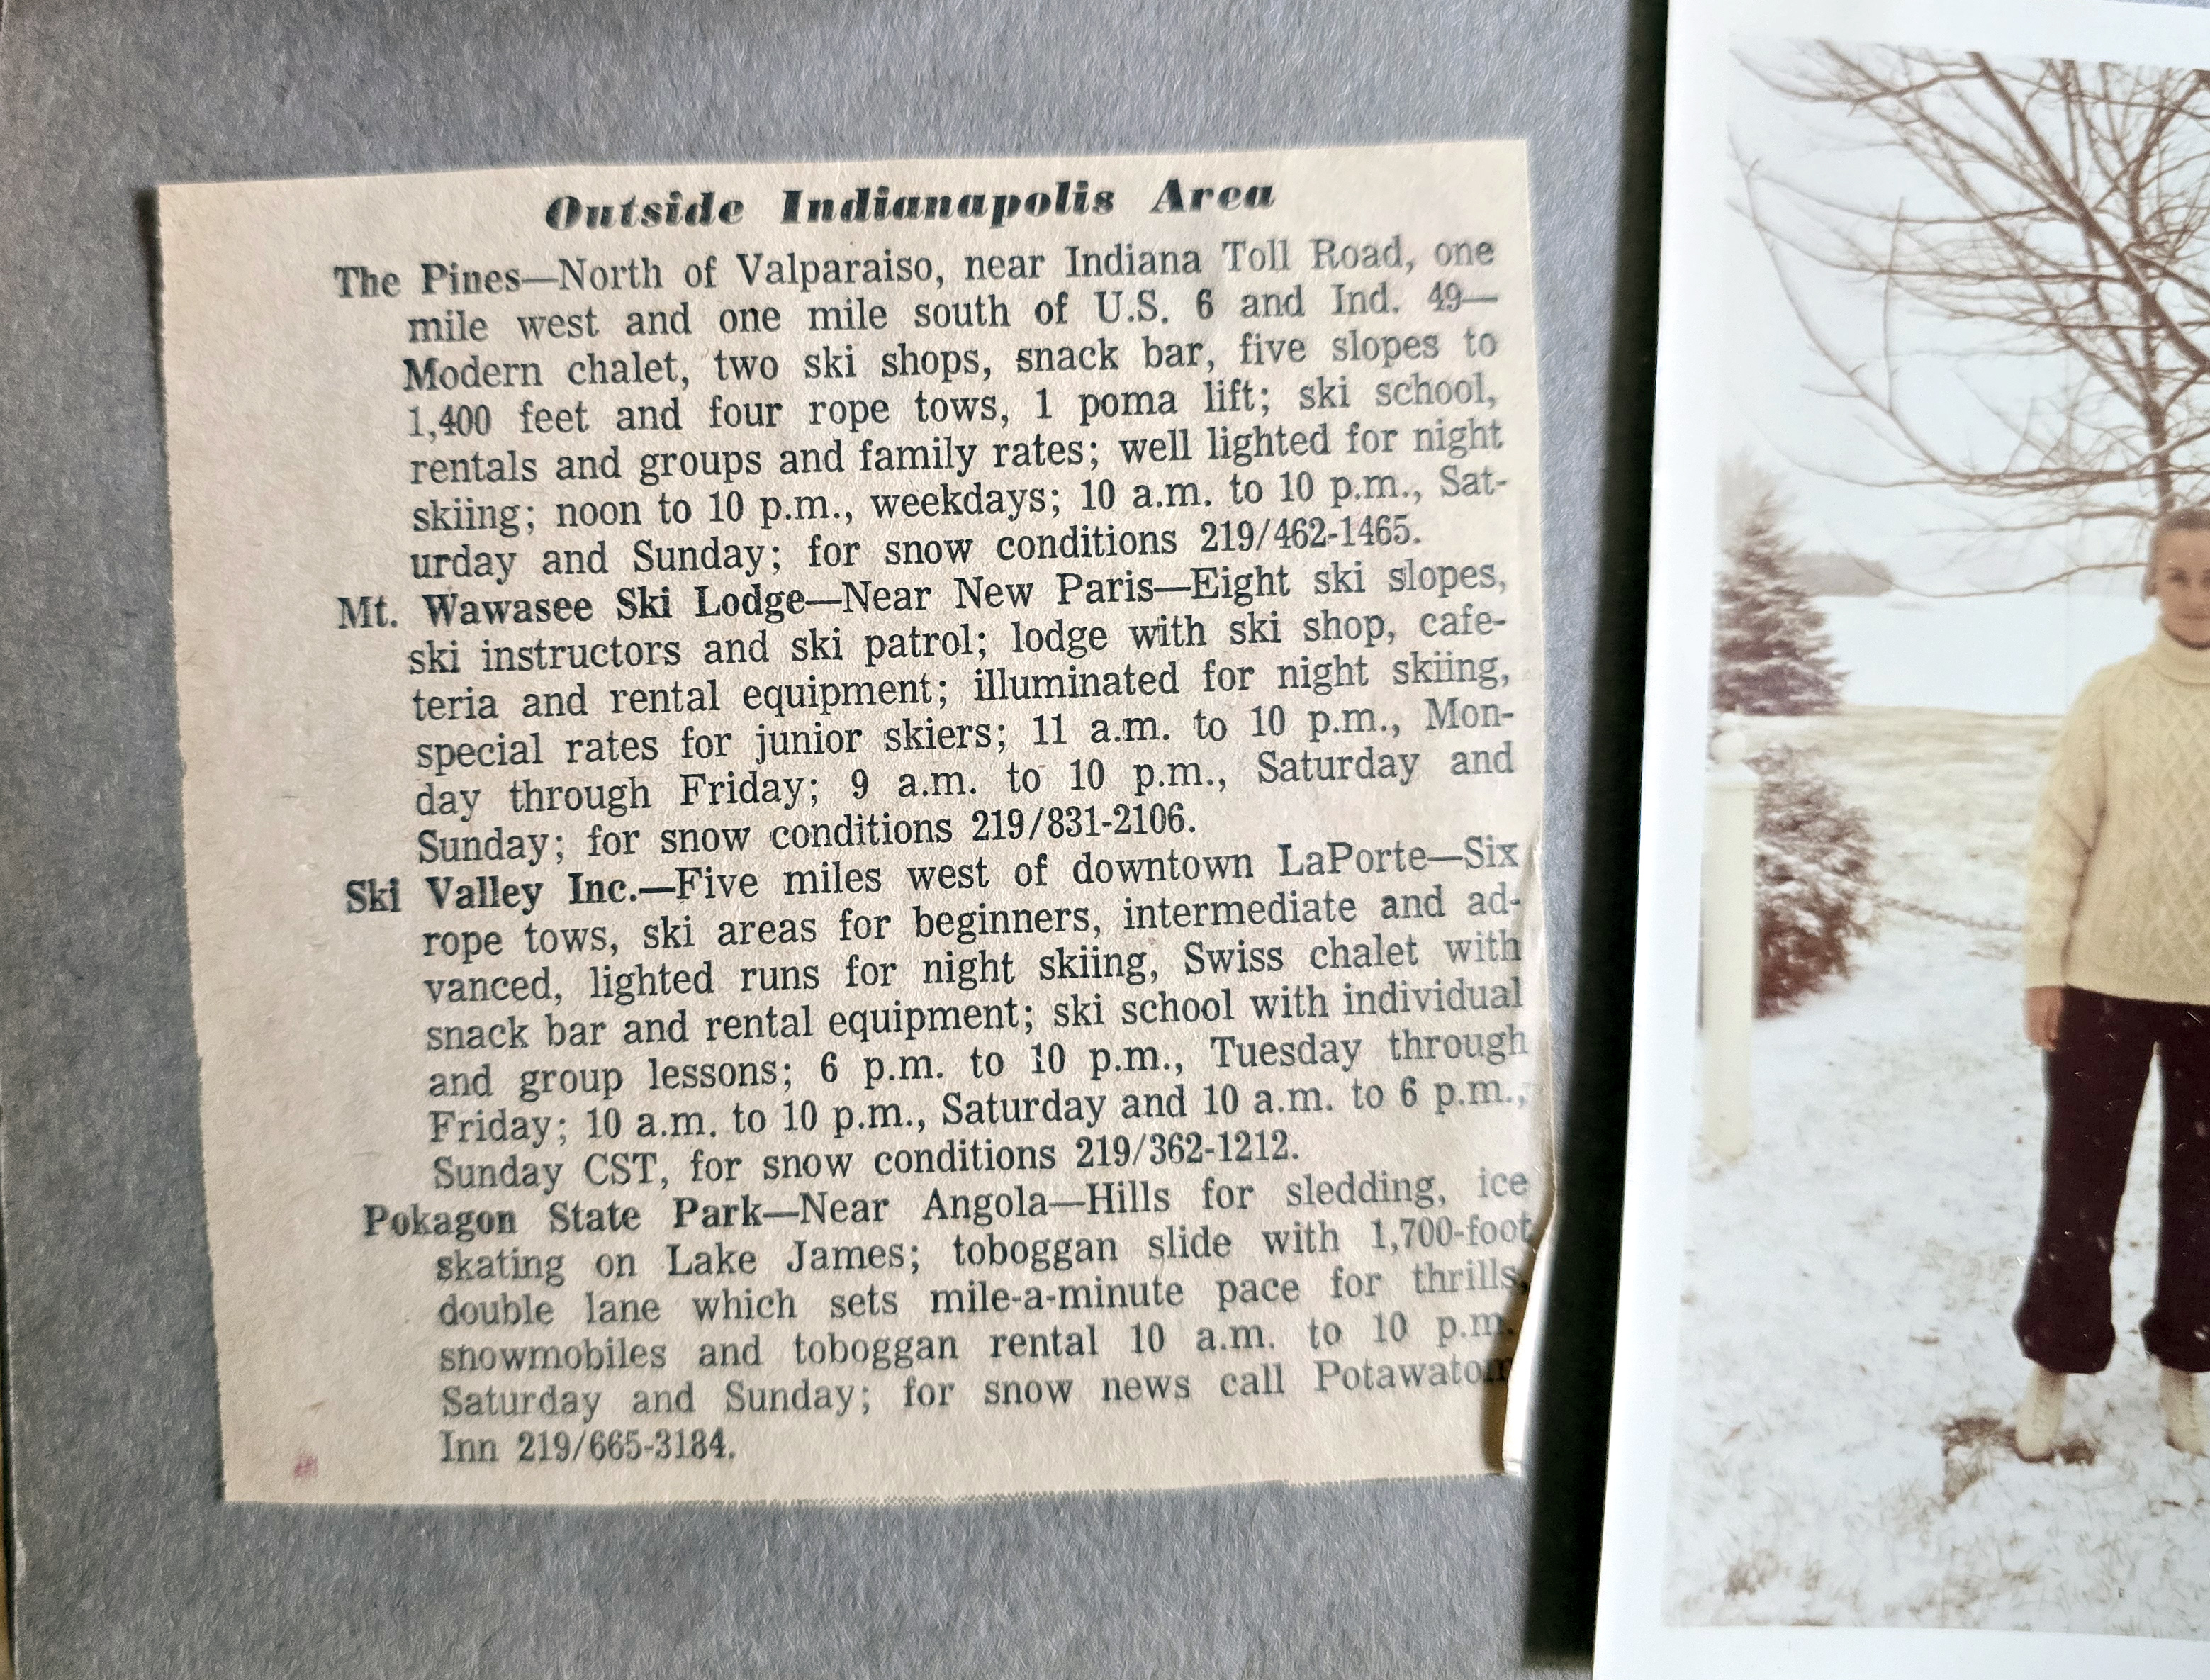 Outside Indianapolis Area
The Pines—North of Valparaiso, near Indiana Toll Road, one
mile west and one mile south of U.S. 6 and Ind. 49—
Modern chalet, two ski shops, snack bar, five slopes to
1,400 feet and four rope tows, 1 poma lift; ski school,
rentals and groups and family rates; well lighted for night
skiing; noon to 10 p.m., weekdays; 10 a.m. to 10 p.m., Sat-
urday and Sunday; for snow conditions 219/462-1465.
Mt. Wawasee Ski Lodge—Near New Paris—Eight ski slopes,
ski instructors and ski patrol; lodge with ski shop, cafe-
teria and rental equipment; illuminated for night skiing,
special rates for junior skiers; 11 a.m. to 10 p.m., Mon-
day through Friday; 9 a.m. to 10 p.m., Saturday and
Sunday; for snow conditions 219/831-2106.
Ski Valley Inc.—Five miles west of downtown LaPorte—Six
rope tows, ski areas for beginners, intermediate and ad-
vanced, lighted runs for night skiing, Swiss chalet with
snack bar and rental equipment; ski school with individual
and group lessons; 6 p.m. to 10 p.m., Tuesday through
Friday; 10 a.m. to 10 p.m., Saturday and 10 a.m. to 6 p.m.,
Sunday CST, for snow conditions 219/362-1212.
Pokagon State Park—Near Angola—Hills for sledding, ice
skating on Lake James; toboggan slide with 1,700-foot
double lane which sets mile-a-minute pace for thrills,
snowmobiles and toboggan rental 10 a.m. to 10 p.m.
Saturday and Sunday; for snow news call
Inn 219/665-3184.